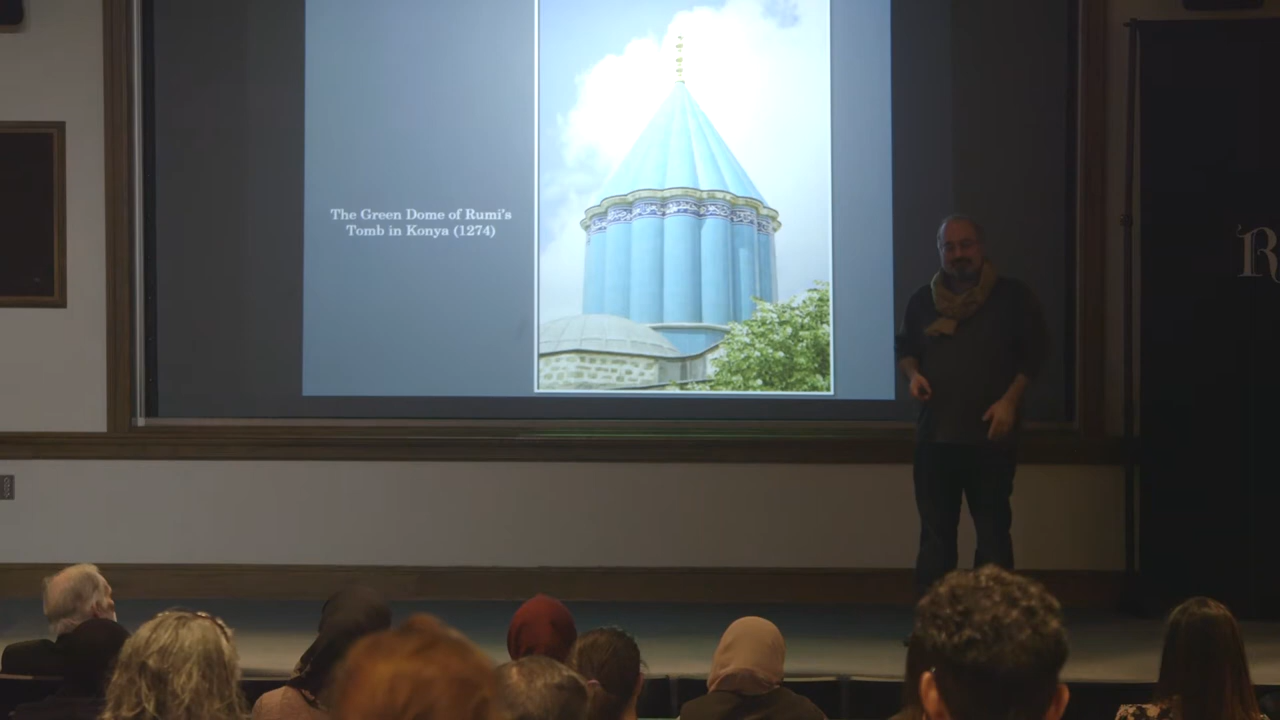 The Green Dome of Rumi's
Tomb in Konya (1274)